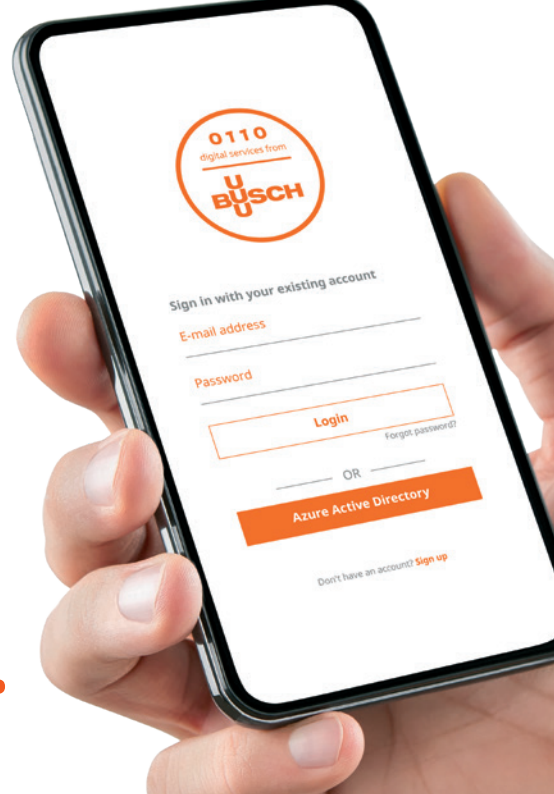 0110
digital services from
BUSCH
Sign in with your existing account
E-mail address
Password
Login
Forgot password?
OR
Azure Active Directory
Don't have an account? Sign up